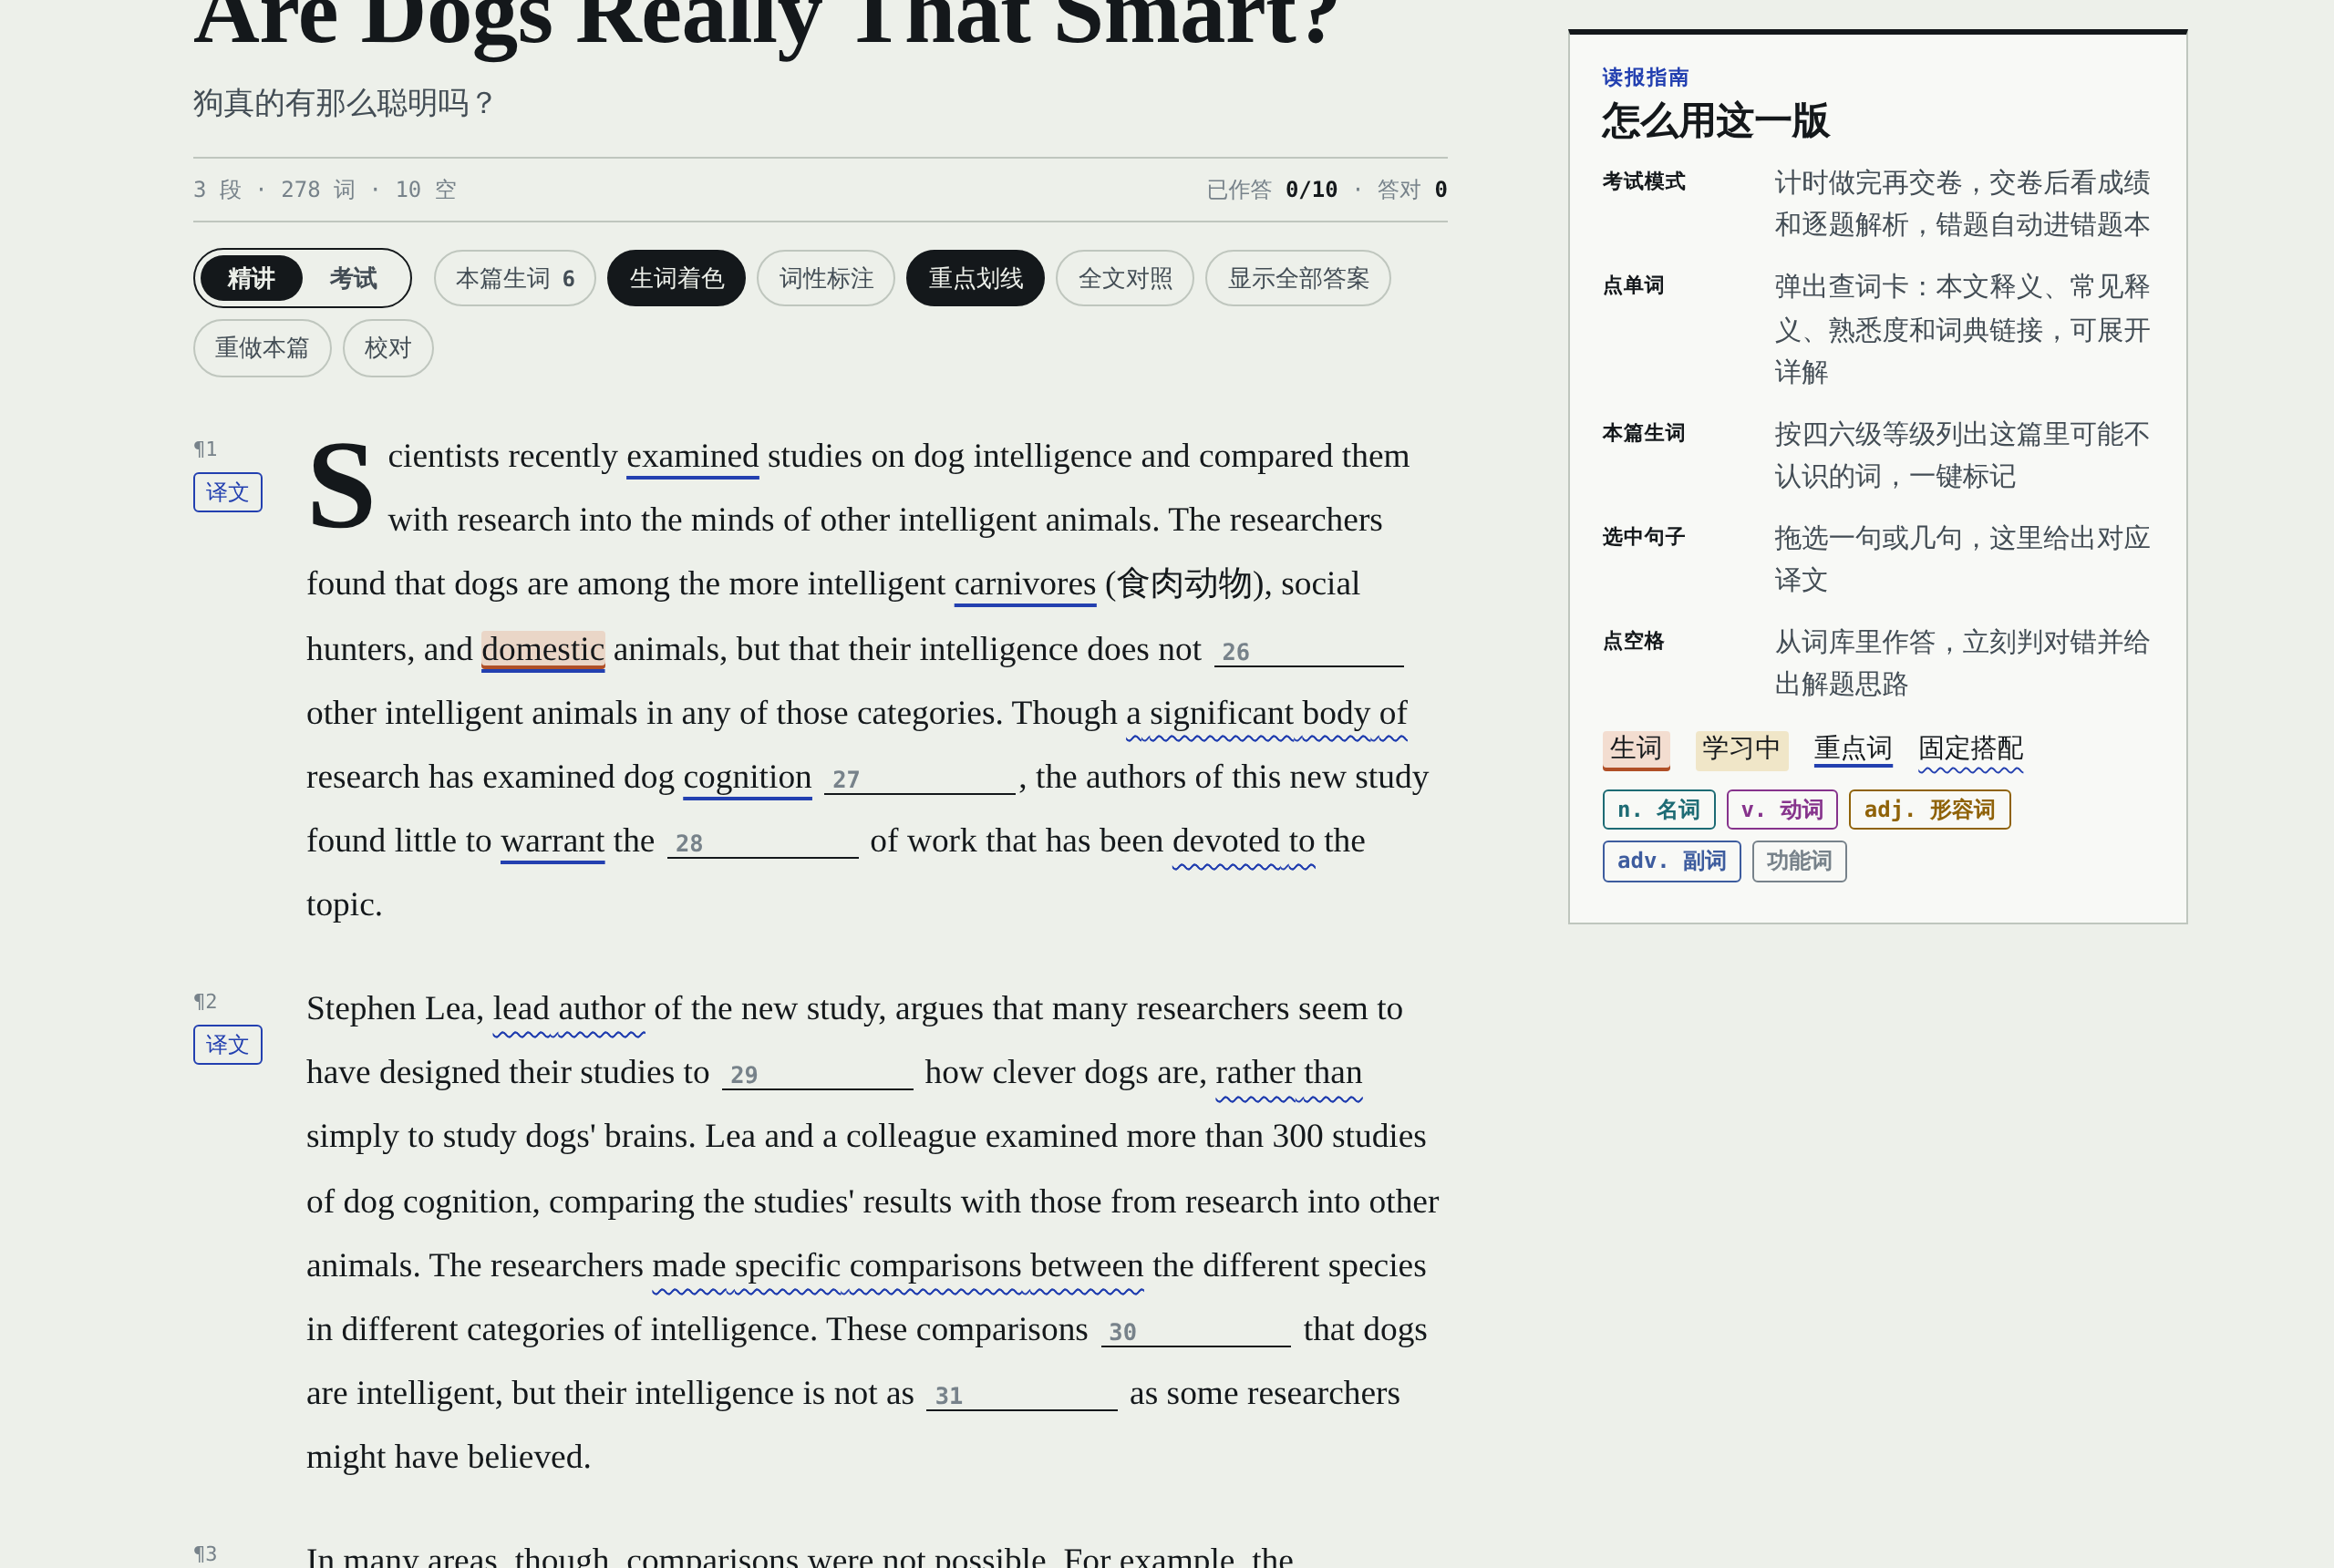 Are Dogs Really That Smart?
狗真的有那么聪明吗？
3 段 · 278 词 · 10 空
已作答 0/10 · 答对 0
精讲 考试 本篇生词 6 生词着色 词性标注 重点划线 全文对照 显示全部答案
重做本篇 校对
¶1
译文
Scientists recently examined studies on dog intelligence and compared them
with research into the minds of other intelligent animals. The researchers
found that dogs are among the more intelligent carnivores (食肉动物), social
hunters, and domestic animals, but that their intelligence does not 26
other intelligent animals in any of those categories. Though a significant body of
research has examined dog cognition 27 , the authors of this new study
found little to warrant the 28 of work that has been devoted to the
topic.
¶2
译文
Stephen Lea, lead author of the new study, argues that many researchers seem to
have designed their studies to 29 how clever dogs are, rather than
simply to study dogs' brains. Lea and a colleague examined more than 300 studies
of dog cognition, comparing the studies' results with those from research into other
animals. The researchers made specific comparisons between the different species
in different categories of intelligence. These comparisons 30 that dogs
are intelligent, but their intelligence is not as 31 as some researchers
might have believed.
¶3
In many areas, though, comparisons were not possible. For example, the
读报指南
怎么用这一版
考试模式 计时做完再交卷，交卷后看成绩
和逐题解析，错题自动进错题本
点单词 弹出查词卡：本文释义、常见释
义、熟悉度和词典链接，可展开
详解
本篇生词 按四六级等级列出这篇里可能不
认识的词，一键标记
选中句子 拖选一句或几句，这里给出对应
译文
点空格 从词库里作答，立刻判对错并给
出解题思路
生词 学习中 重点词 固定搭配
n. 名词 v. 动词 adj. 形容词
adv. 副词 功能词